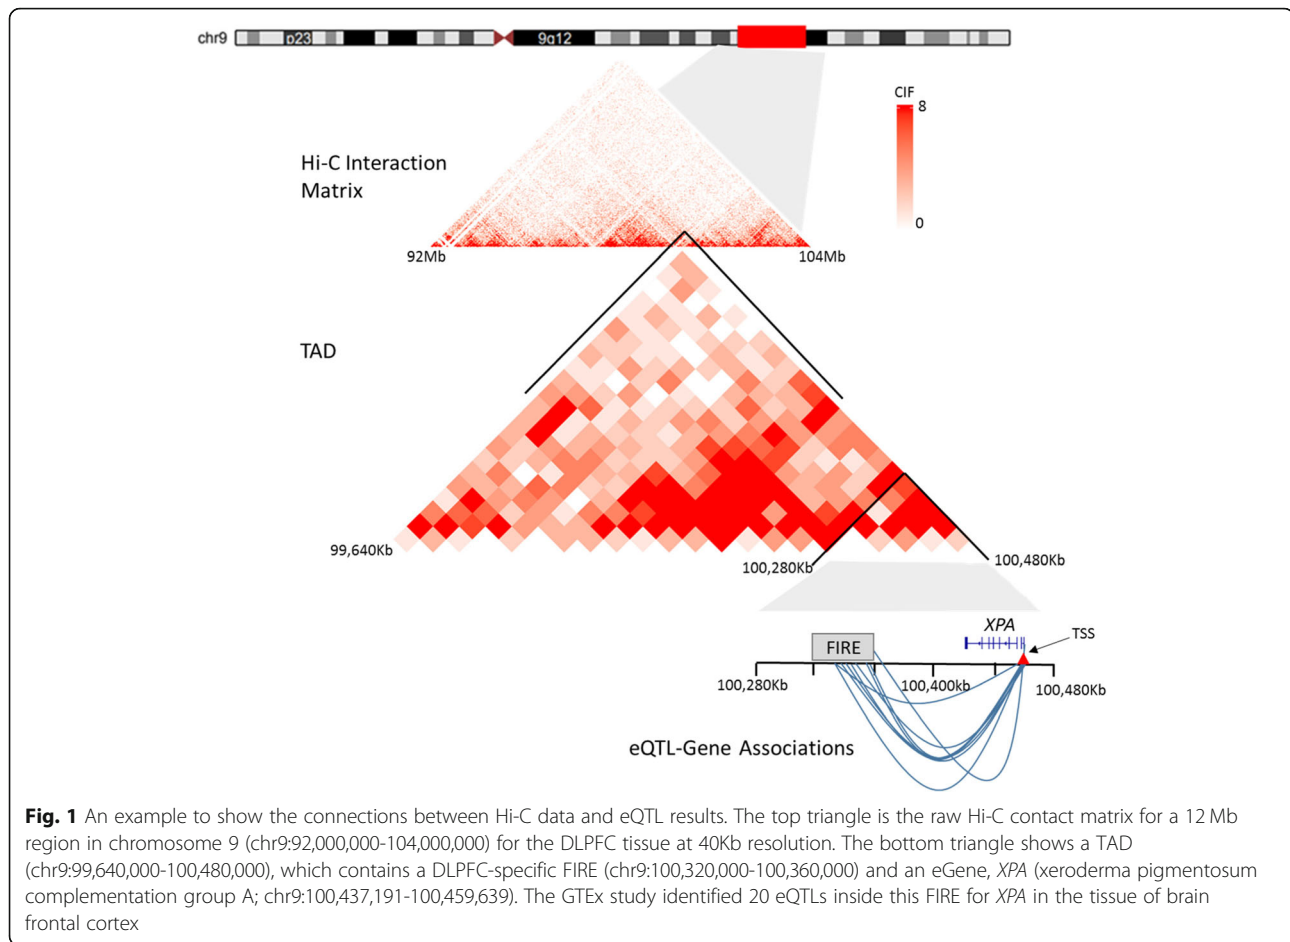 chr9
p23
9q12
CIF
8
0
Hi-C Interaction
Matrix
92Mb
104Mb
TAD
99,640Kb
100,280Kb
100,480Kb
XPA
TSS
FIRE
100,280Kb
100,400kb
100,480Kb
eQTL-Gene Associations
Fig. 1 An example to show the connections between Hi-C data and eQTL results. The top triangle is the raw Hi-C contact matrix for a 12 Mb
region in chromosome 9 (chr9:92,000,000-104,000,000) for the DLPFC tissue at 40Kb resolution. The bottom triangle shows a TAD
(chr9:99,640,000-100,480,000), which contains a DLPFC-specific FIRE (chr9:100,320,000-100,360,000) and an eGene, XPA (xeroderma pigmentosum
complementation group A; chr9:100,437,191-100,459,639). The GTEx study identified 20 eQTLs inside this FIRE for XPA in the tissue of brain
frontal cortex